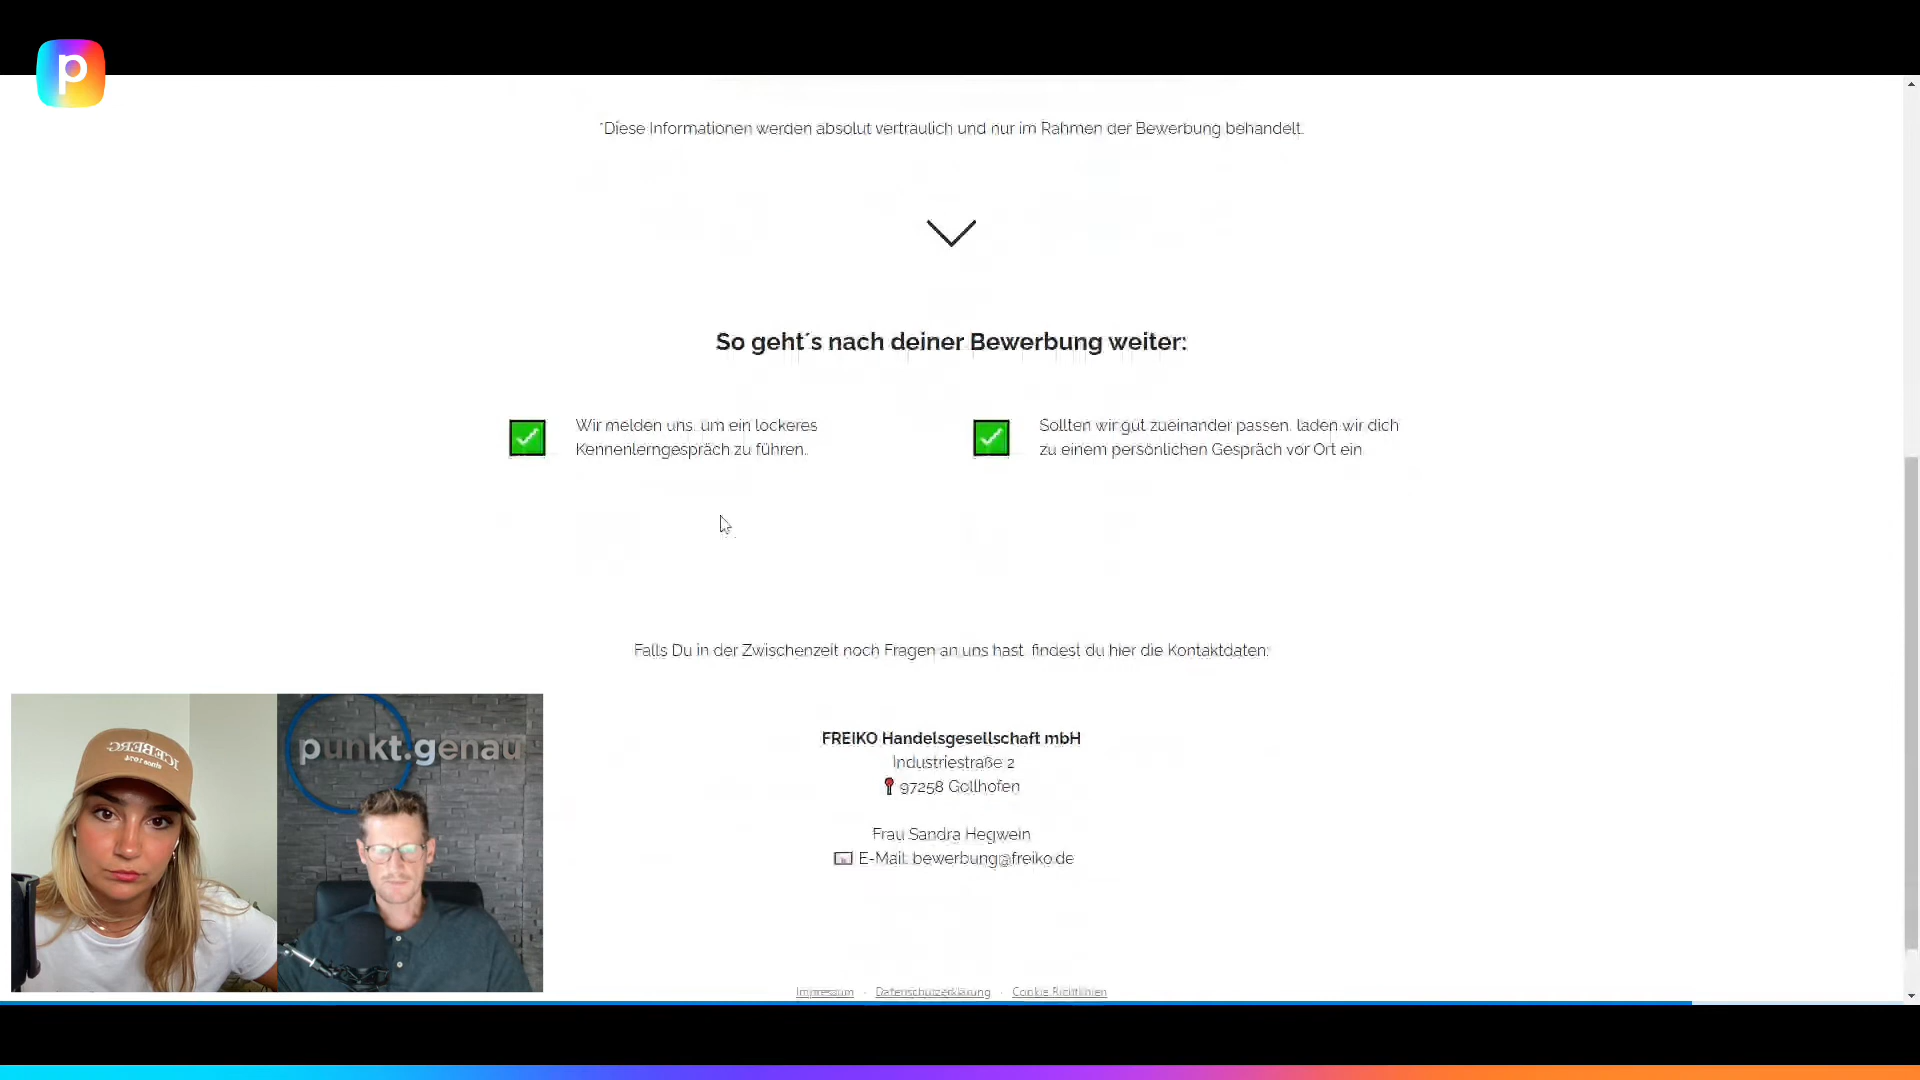 p
*Diese Informationen werden absolut vertraulich und nur im Rahmen der Bewerbung behandelt.
So geht´s nach deiner Bewerbung weiter:
Wir melden uns, um ein lockeres
Kennenlerngespräch zu führen.
Sollten wir gut zueinander passen, laden wir dich
zu einem persönlichen Gespräch vor Ort ein.
Falls Du in der Zwischenzeit noch Fragen an uns hast, findest du hier die Kontaktdaten:
FREIKO Handelsgesellschaft mbH
Industriestraße 2
97258 Gollhofen
Frau Sandra Hegwein
E-Mail: bewerbung@freiko.de
ICEBERG
punkt.genau
Impressum · Datenschutzerklärung · Cookie Richtlinien